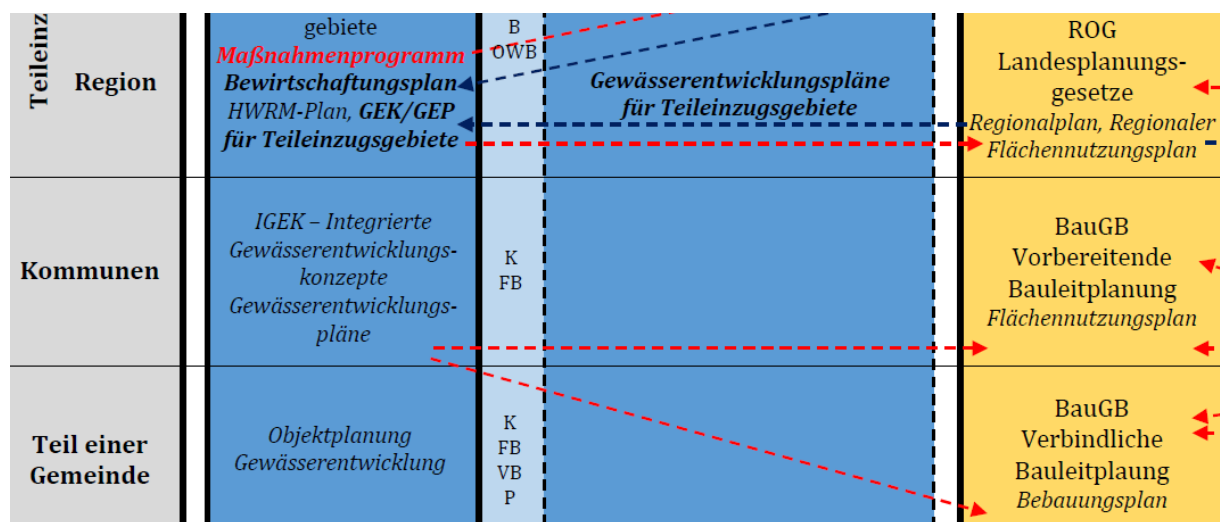 Teileinz
Region
gebiete
Maßnahmenprogramm
Bewirtschaftungsplan
HWRM-Plan, GEK/GEP
für Teileinzugsgebiete
B
OWB
Gewässerentwicklungspläne
für Teileinzugsgebiete
ROG
Landesplanungs-
gesetze
Regionalplan, Regionaler
Flächennutzungsplan
Kommunen
IGEK – Integrierte
Gewässerentwicklungs-
konzepte
Gewässerentwicklungs-
pläne
K
FB
BauGB
Vorbereitende
Bauleitplanung
Flächennutzungsplan
Teil einer
Gemeinde
Objektplanung
Gewässerentwicklung
K
FB
VB
P
BauGB
Verbindliche
Bauleitplaung
Bebauungsplan